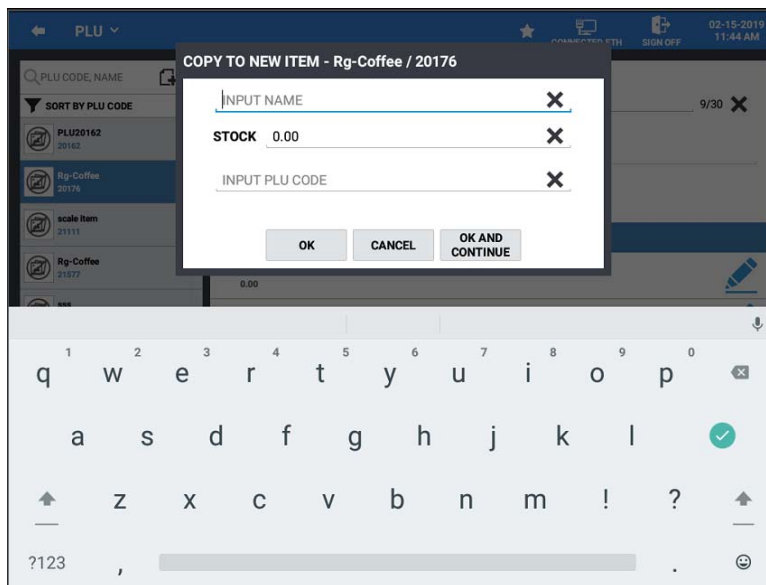 PLU
CONNECTED ETH
SIGN OFF
02-15-2019
11:44 AM
PLU CODE, NAME
SORT BY PLU CODE
PLU20162
20162
Rg-Coffee
20176
scale item
21111
Rg-Coffee
21577
sss
9/30
0.00
COPY TO NEW ITEM - Rg-Coffee / 20176
INPUT NAME
STOCK 0.00
INPUT PLU CODE
OK
CANCEL
OK AND
CONTINUE
1 2 3 4 5 6 7 8 9 0
q w e r t y u i o p
a s d f g h j k l
z x c v b n m ! ?
?123 , .